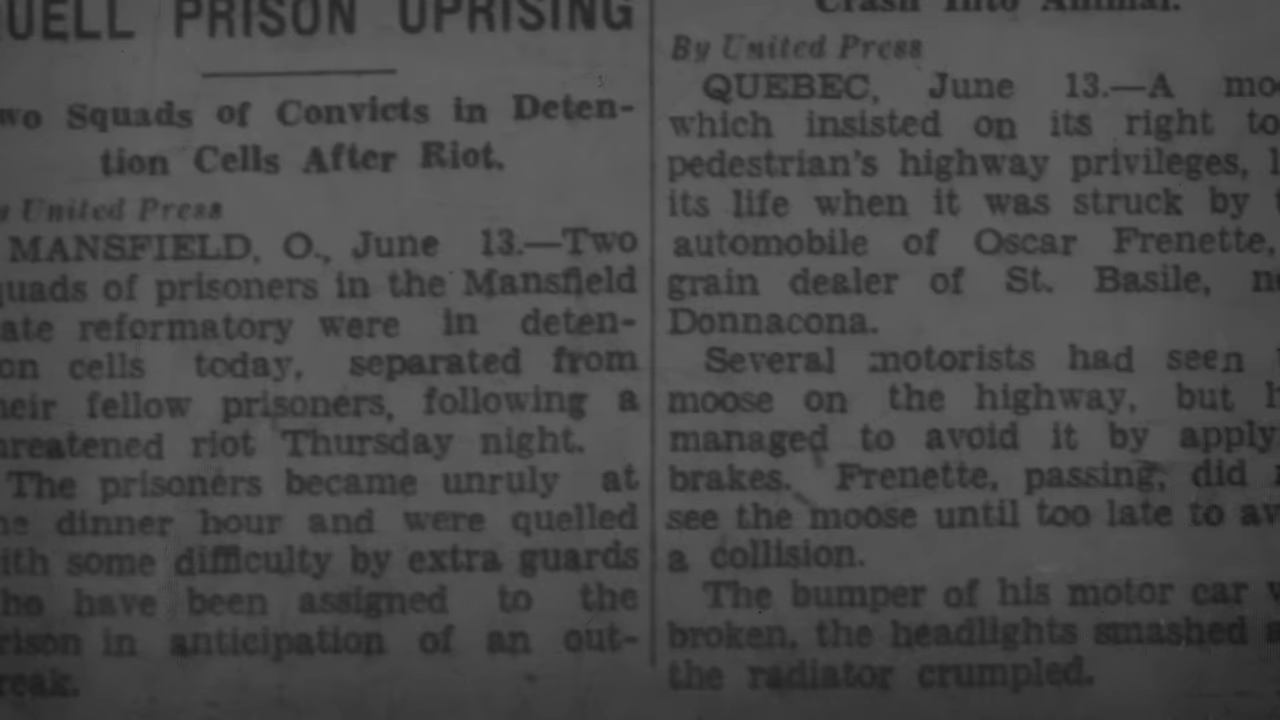 UELL PRISON UPRISING
wo Squads of Convicts in Deten-
tion Cells After Riot.
y United Press
MANSFIELD, O., June 13.—Two
quads of prisoners in the Mansfield
ate reformatory were in deten-
on cells today, separated from
heir fellow prisoners, following a
hreatened riot Thursday night.
The prisoners became unruly at
he dinner hour and were quelled
ith some difficulty by extra guards
ho have been assigned to the
rison in anticipation of an out-
reak.
Crash Into Animal.
By United Press
QUEBEC, June 13.—A mo
which insisted on its right to
pedestrian's highway privileges, l
its life when it was struck by
automobile of Oscar Frenette,
grain dealer of St. Basile, ne
Donnacona.
Several motorists had seen
moose on the highway, but h
managed to avoid it by apply
brakes. Frenette, passing, did
see the moose until too late to av
a collision.
The bumper of his motor car
broken, the headlights smashed
the radiator crumpled.